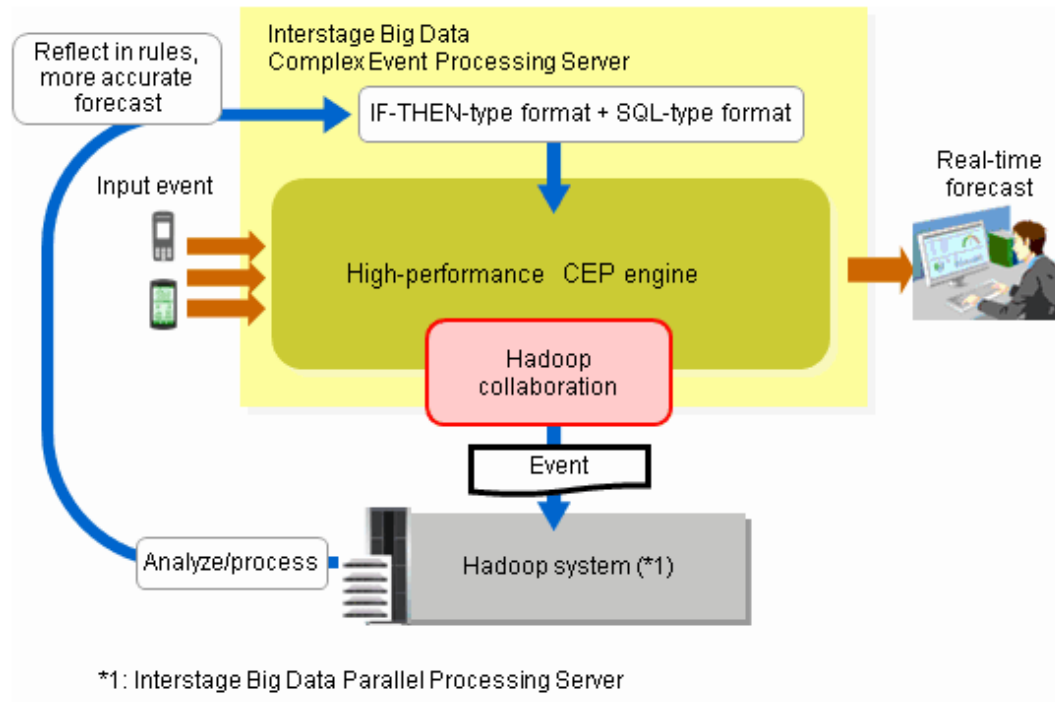 Reflect in rules,
more accurate
forecast
Interstage Big Data
Complex Event Processing Server
IF-THEN-type format + SQL-type format
Input event
Real-time
forecast
High-performance CEP engine
Hadoop
collaboration
Event
Analyze/process
Hadoop system (*1)
*1: Interstage Big Data Parallel Processing Server